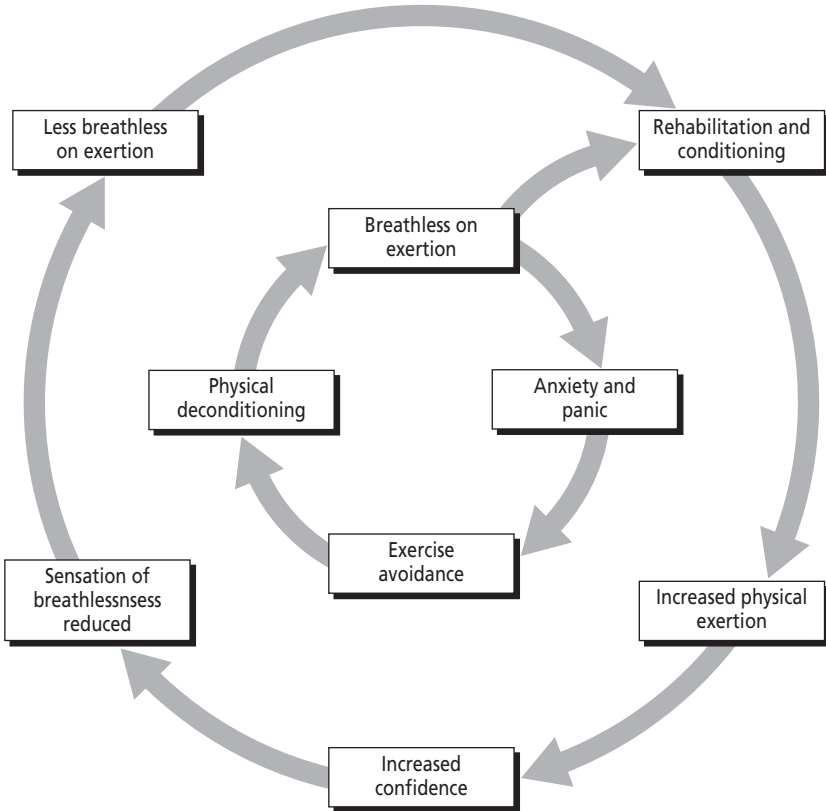 Less breathless
on exertion
Rehabilitation and
conditioning
Breathless on
exertion
Physical
deconditioning
Anxiety and
panic
Exercise
avoidance
Sensation of
breathlessnsess
reduced
Increased physical
exertion
Increased
confidence